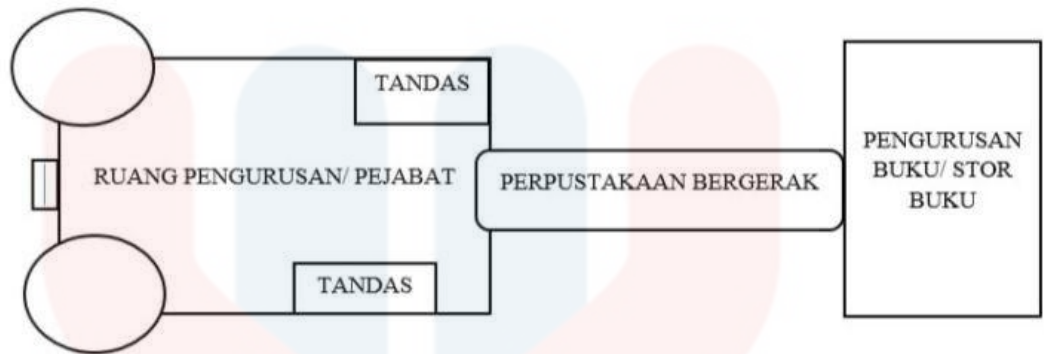 TANDAS
RUANG PENGURUSAN/ PEJABAT
PERPUSTAKAAN BERGERAK
PENGURUSAN
BUKU/ STOR
BUKU
TANDAS